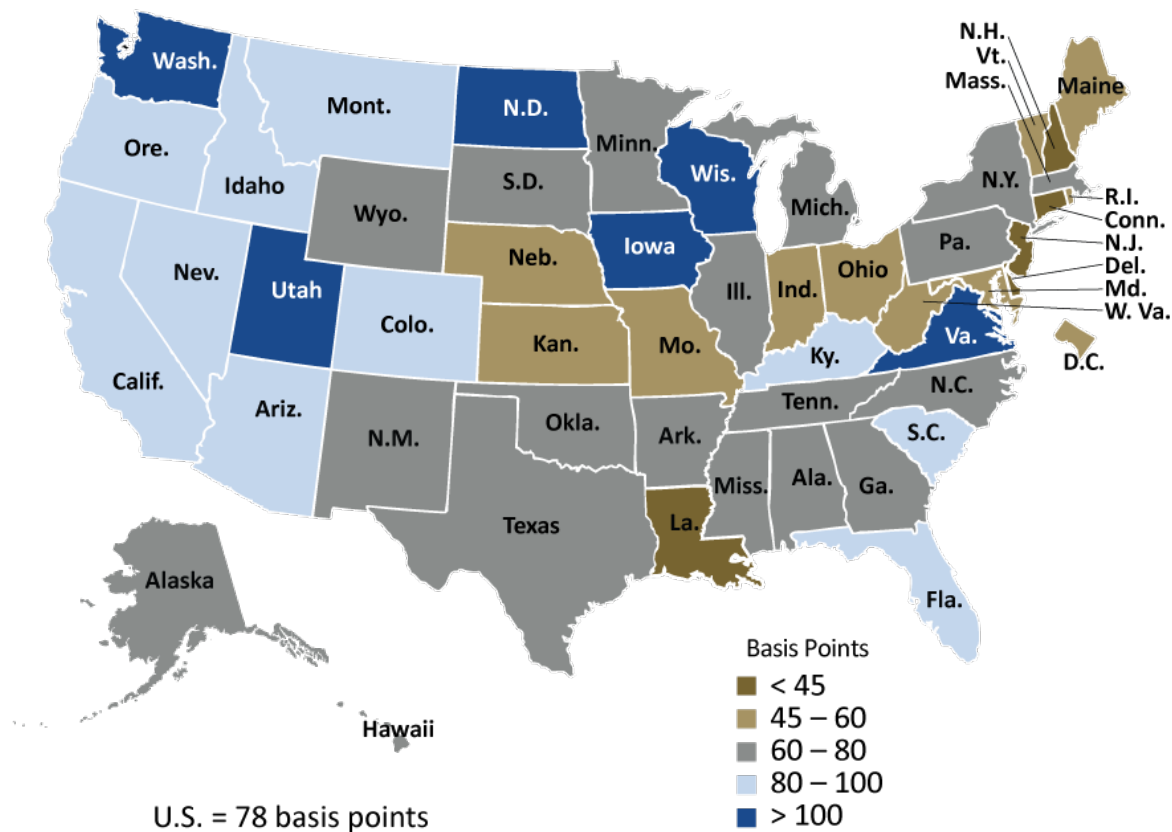 N.H.
Vt.
Mass.
Maine
Wash.
Mont.
N.D.
Minn.
Ore.
Idaho
Wis.
S.D.
Wyo.
Mich.
N.Y.
R.I.
Conn.
N.J.
Del.
Md.
W. Va.
D.C.
Pa.
Iowa
Neb.
Nev.
Utah
Ill.
Ind.
Ohio
Colo.
Kan.
Mo.
Ky.
Va.
Calif.
Ariz.
N.M.
Okla.
Ark.
Tenn.
N.C.
S.C.
Miss.
Ala.
Ga.
Texas
La.
Fla.
Alaska
Hawaii
Basis Points
< 45
45 – 60
60 – 80
80 – 100
> 100
U.S. = 78 basis points